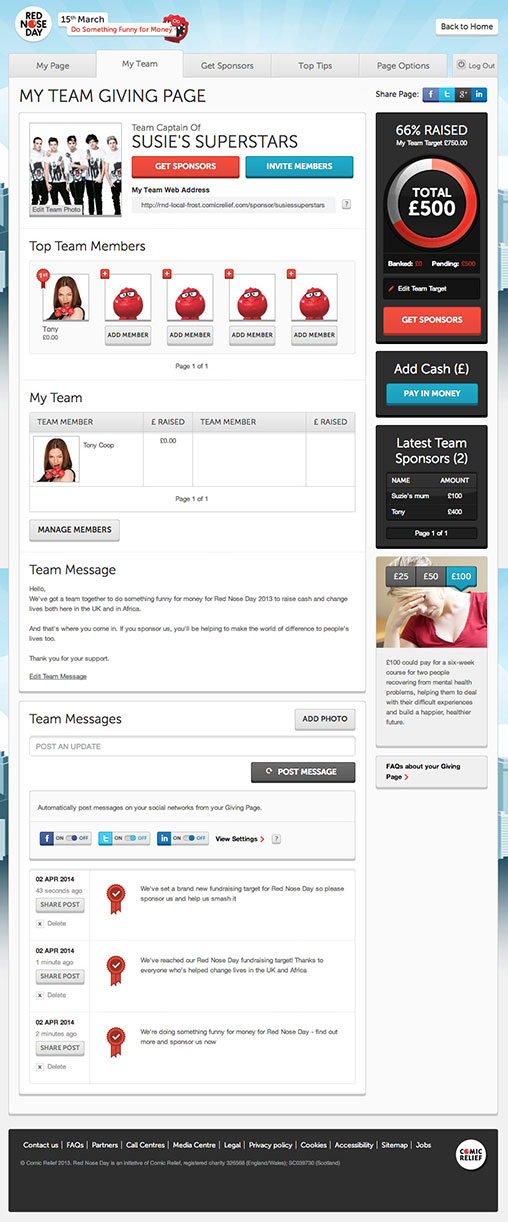 RED NOSE DAY
15th March
Do Something Funny for Money
Back to Home
My Page
My Team
Get Sponsors
Top Tips
Page Options
Log Out
MY TEAM GIVING PAGE
Share Page:
Team Captain Of
SUSIE'S SUPERSTARS
GET SPONSORS
INVITE MEMBERS
My Team Web Address
http://rnd-local-frost.comicrelief.com/sponsor/susiessuperstars
?
Edit Team Photo
Top Team Members
1st
Tony
£0.00
ADD MEMBER
ADD MEMBER
ADD MEMBER
ADD MEMBER
Page 1 of 1
My Team
TEAM MEMBER £ RAISED TEAM MEMBER £ RAISED
Tony Coop £0.00
Page 1 of 1
MANAGE MEMBERS
Team Message
Hello,
We've got a team together to do something funny for money for Red Nose Day 2013 to raise cash and change
lives both here in the UK and in Africa.
And that's where you come in. If you sponsor us, you'll be helping to make the world of difference to people's
lives too.
Thank you for your support.
Edit Team Message
Team Messages
ADD PHOTO
POST AN UPDATE
POST MESSAGE
Automatically post messages on your social networks from your Giving Page.
f ON OFF
t ON OFF
in ON OFF
View Settings
?
02 APR 2014
43 seconds ago
SHARE POST
x Delete
We've set a brand new fundraising target for Red Nose Day so please
sponsor us and help us smash it
02 APR 2014
1 minute ago
SHARE POST
x Delete
We've reached our Red Nose Day fundraising target! Thanks to
everyone who's helped change lives in the UK and Africa
02 APR 2014
2 minutes ago
SHARE POST
x Delete
We're doing something funny for money for Red Nose Day - find out
more and sponsor us now
66% RAISED
My Team Target £750.00
TOTAL
£500
Banked: £0 Pending: £500
Edit Team Target
GET SPONSORS
Add Cash (£)
PAY IN MONEY
Latest Team
Sponsors (2)
NAME AMOUNT
Suzie's mum £100
Tony £400
Page 1 of 1
£25 £50 £100
£100 could pay for a six-week
course for two people
recovering from mental health
problems, helping them to deal
with their difficult experiences
and build a happier, healthier
future.
FAQs about your Giving
Page
Contact us | FAQs | Partners | Call Centres | Media Centre | Legal | Privacy policy | Cookies | Accessibility | Sitemap | Jobs
© Comic Relief 2013. Red Nose Day is an initiative of Comic Relief, registered charity 326568 (England/Wales); SC039730 (Scotland)
COMIC RELIEF